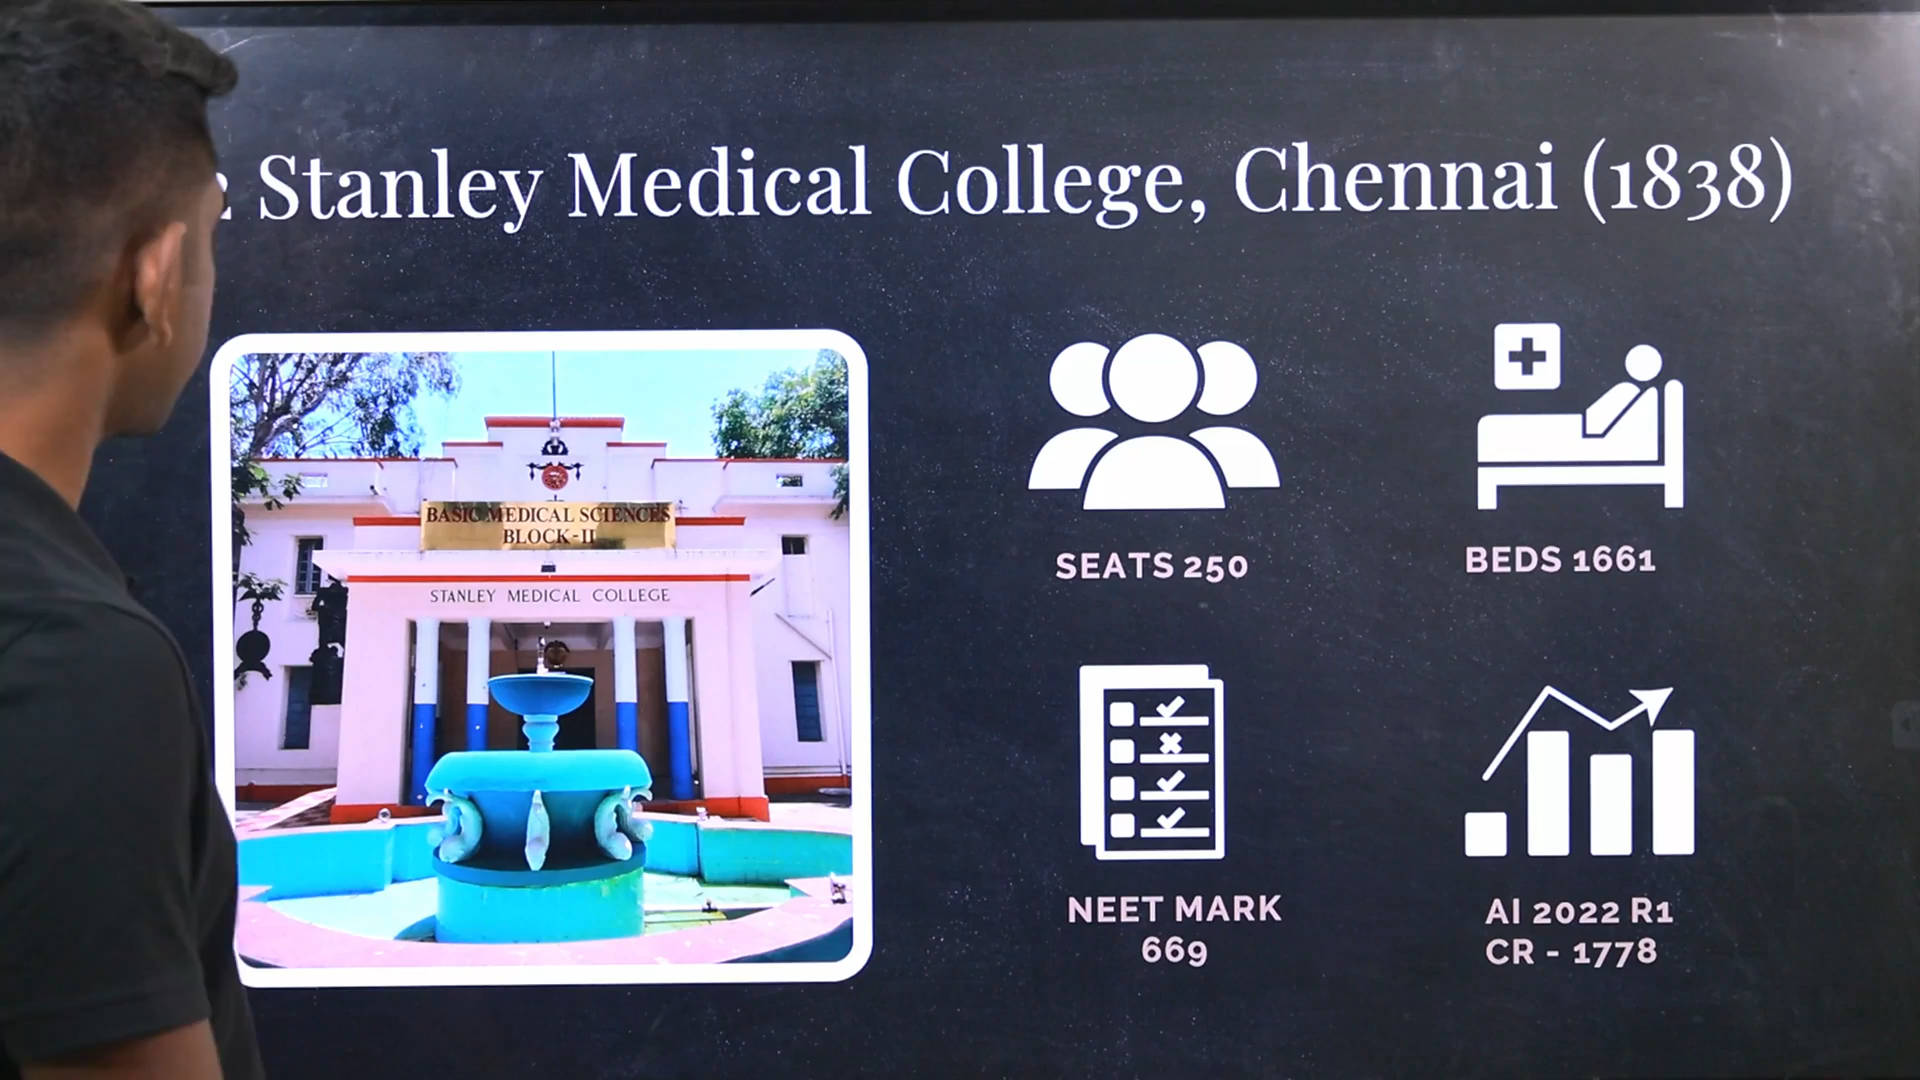 2 Stanley Medical College, Chennai (1838)
BASIC MEDICAL SCIENCES
BLOCK-II
STANLEY MEDICAL COLLEGE
SEATS 250
BEDS 1661
NEET MARK
669
AI 2022 R1
CR - 1778